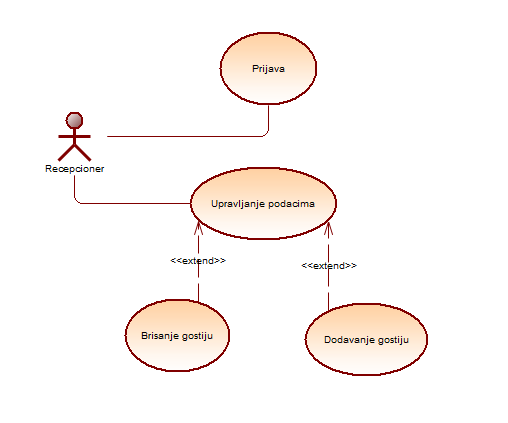 Prijava
Recepcioner
Upravljanje podacima
<<extend>>
<<extend>>
Brisanje gostiju
Dodavanje gostiju